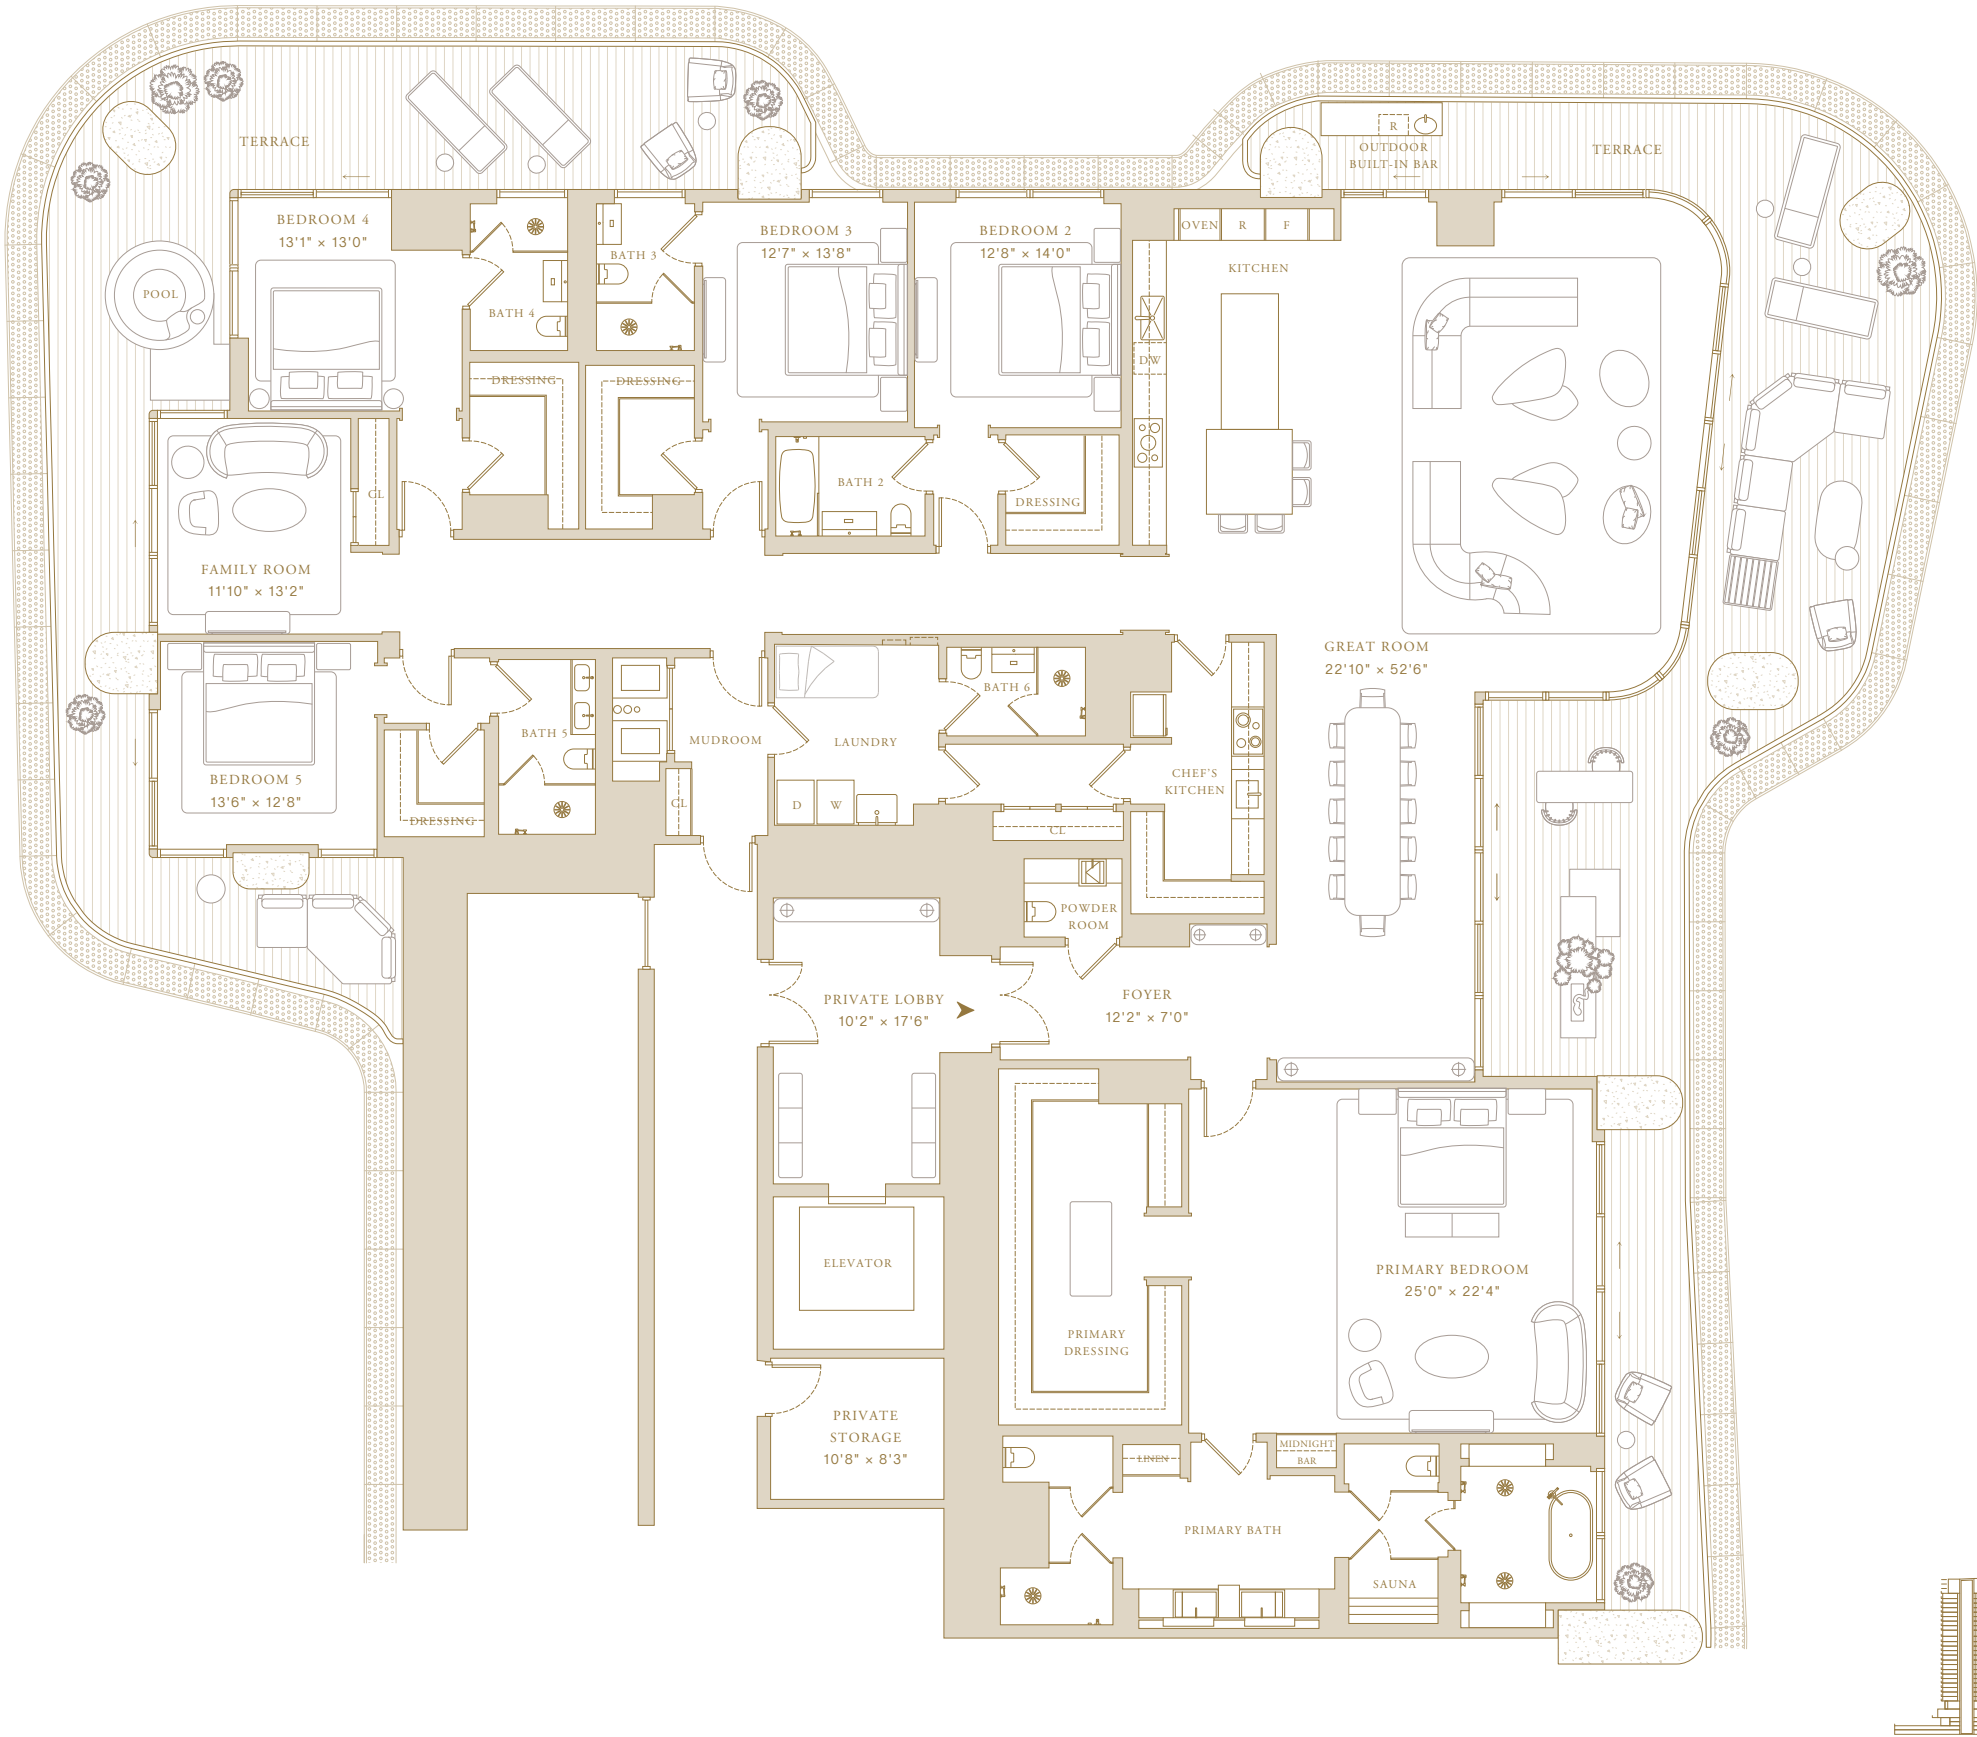 TERRACE
R
OUTDOOR
BUILT-IN BAR
TERRACE
BEDROOM 4
13'1" × 13'0"
BATH 3
BEDROOM 3
12'7" × 13'8"
BEDROOM 2
12'8" × 14'0"
OVEN
R
F
KITCHEN
POOL
BATH 4
DW
DRESSING
DRESSING
CL
BATH 2
DRESSING
FAMILY ROOM
11'10" × 13'2"
GREAT ROOM
22'10" × 52'6"
BATH 6
BATH 5
MUDROOM
LAUNDRY
BEDROOM 5
13'6" × 12'8"
CHEF'S
KITCHEN
DRESSING
CL
D
W
CL
POWDER
ROOM
PRIVATE LOBBY
10'2" × 17'6"
FOYER
12'2" × 7'0"
ELEVATOR
PRIMARY BEDROOM
25'0" × 22'4"
PRIMARY
DRESSING
PRIVATE
STORAGE
10'8" × 8'3"
LINEN
MIDNIGHT
BAR
PRIMARY BATH
SAUNA